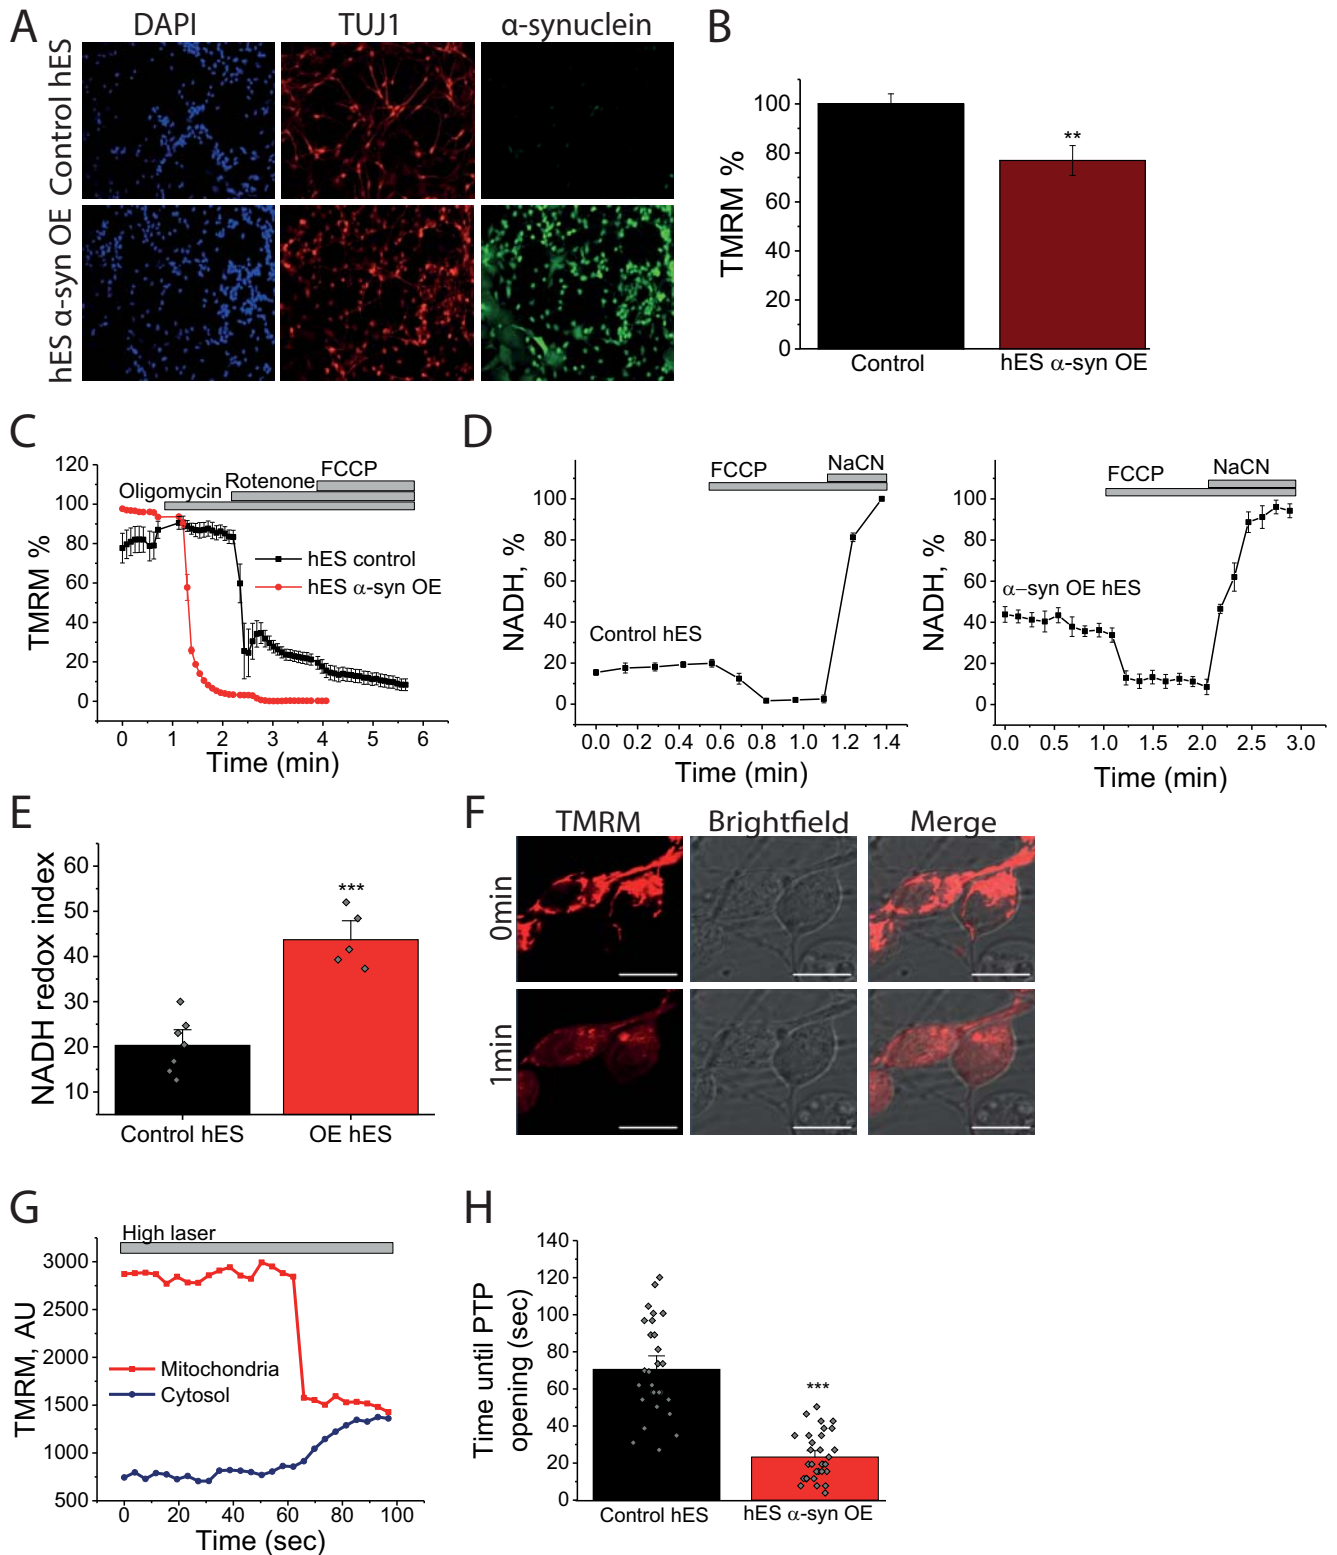 A
DAPI
TUJ1
α-synuclein
Control hES
hES α-syn OE
B
TMRM %
100
80
60
40
20
0
**
Control
hES α-syn OE
C
TMRM %
120
100
80
60
40
20
0
Oligomycin
Rotenone
FCCP
hES control
hES α-syn OE
0 1 2 3 4 5 6
Time (min)
D
NADH, %
100
80
60
40
20
0
FCCP
NaCN
Control hES
0.0 0.2 0.4 0.6 0.8 1.0 1.2 1.4
Time (min)
NADH, %
100
80
60
40
20
0
FCCP
NaCN
α–syn OE hES
0.0 0.5 1.0 1.5 2.0 2.5 3.0
Time (min)
E
NADH redox index
60
50
40
30
20
10
***
Control hES
OE hES
F
TMRM
Brightfield
Merge
0min
1min
G
High laser
TMRM, AU
3000
2500
2000
1500
1000
500
Mitochondria
Cytosol
0 20 40 60 80 100
Time (sec)
H
Time until PTP
opening (sec)
140
120
100
80
60
40
20
0
***
Control hES
hES α-syn OE